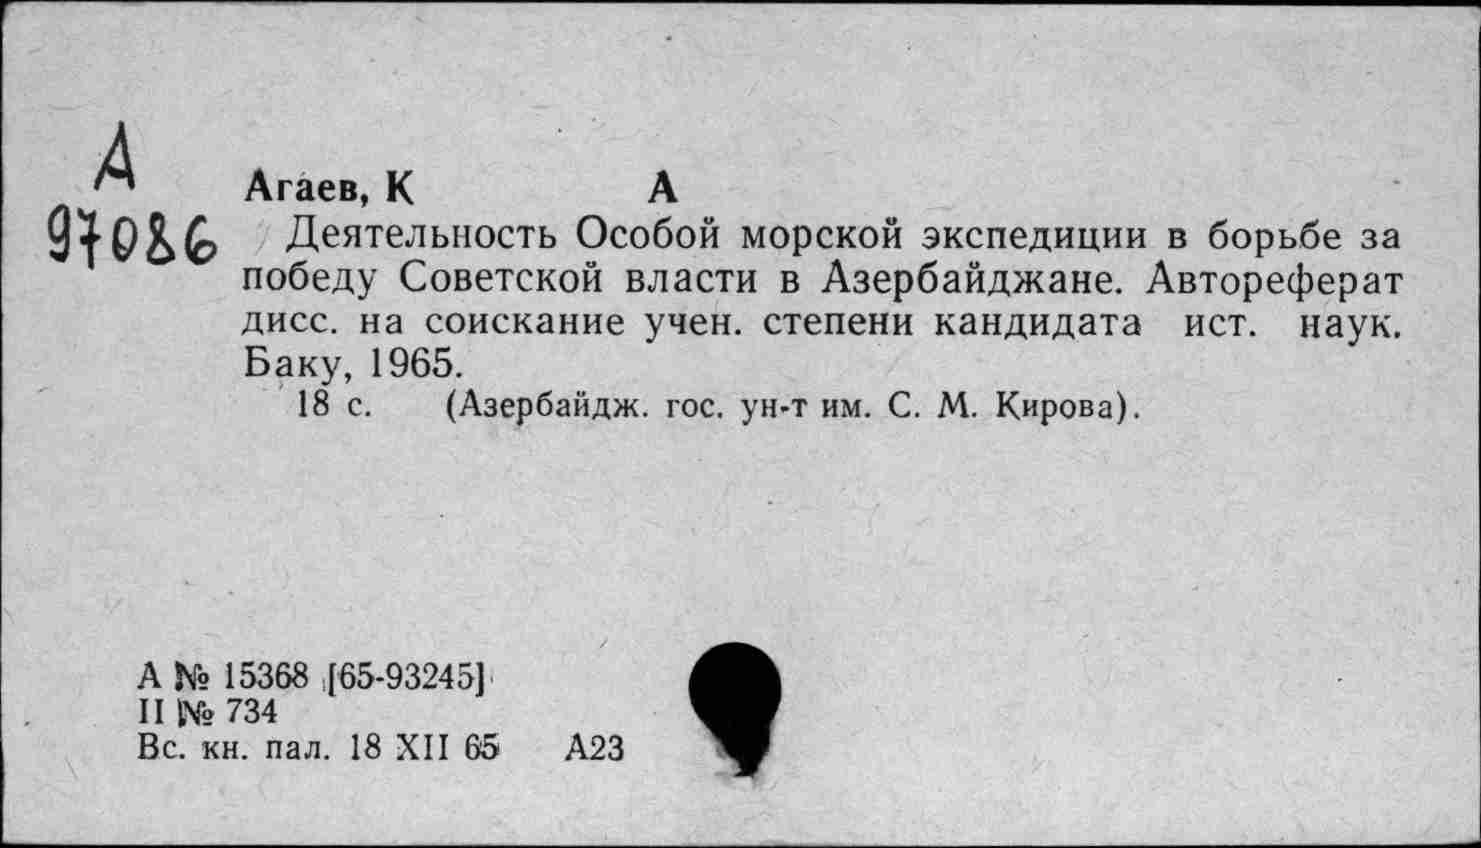 А
97086
Агаев, К А
Деятельность Особой морской экспедиции в борьбе за
победу Советской власти в Азербайджане. Автореферат
дисс. на соискание учен. степени кандидата ист. наук.
Баку, 1965.
18 с. (Азербайдж. гос. ун-т им. С. М. Кирова).
А № 15368 [65-93245]
II № 734
Вс. кн. пал. 18 XII 65 А23